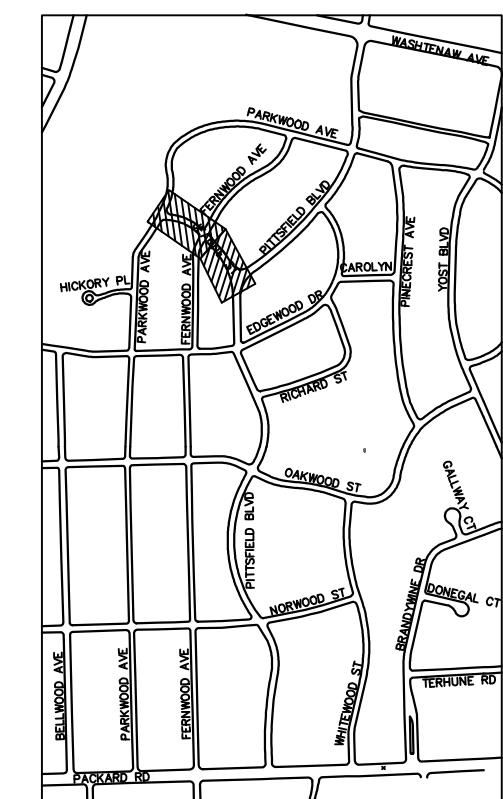 WASHTENAW AVE
PARKWOOD AVE
FERNWOOD AVE
PITTSFIELD BLVD
PINECREST AVE
YOST BLVD
CAROLYN
HICKORY PL
PARKWOOD AVE
FERNWOOD AVE
EDGEWOOD DR
RICHARD ST
OAKWOOD ST
GALLWAY CT
PITTSFIELD BLVD
BRANDYWINE DR
DONEGAL CT
NORWOOD ST
BELLWOOD AVE
PARKWOOD AVE
FERNWOOD AVE
WHITEWOOD ST
TERHUNE RD
PACKARD RD